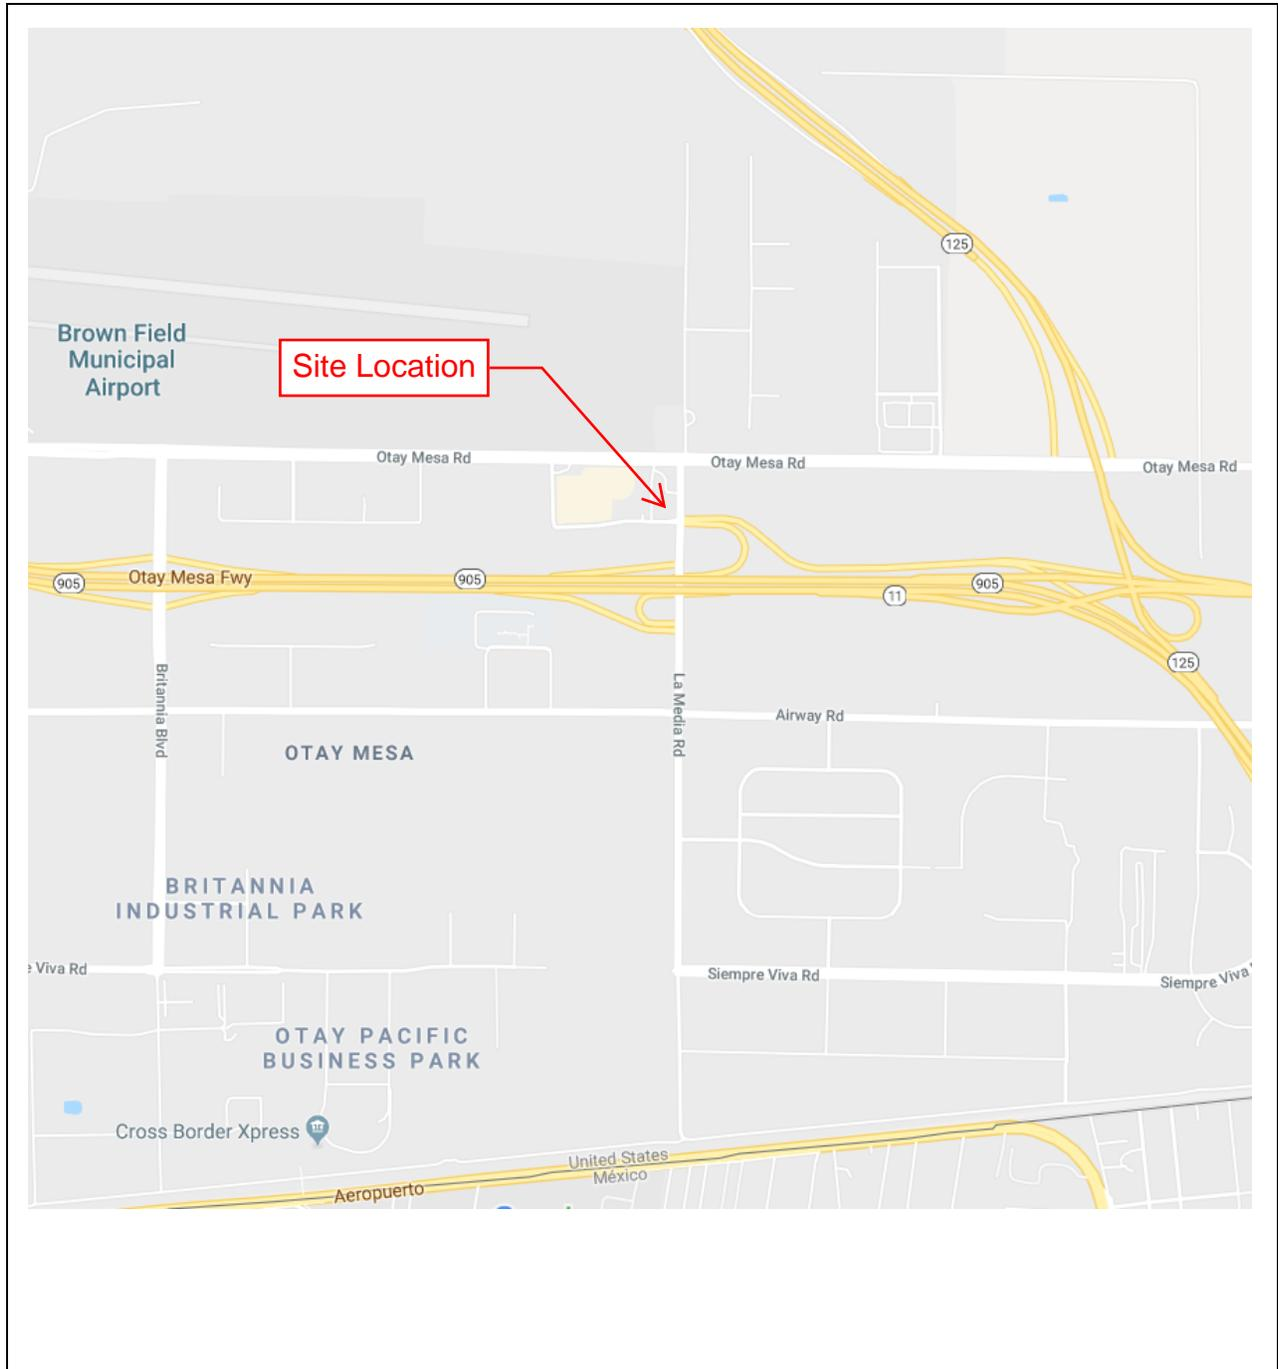 125
Brown Field
Municipal
Airport
Site Location
Otay Mesa Rd
Otay Mesa Rd
Otay Mesa Rd
905
Otay Mesa Fwy
905
11
905
125
Britannia Blvd
La Media Rd
Airway Rd
OTAY MESA
BRITANNIA
INDUSTRIAL PARK
e Viva Rd
Siempre Viva Rd
Siempre Viva
OTAY PACIFIC
BUSINESS PARK
Cross Border Xpress
United States
México
Aeropuerto